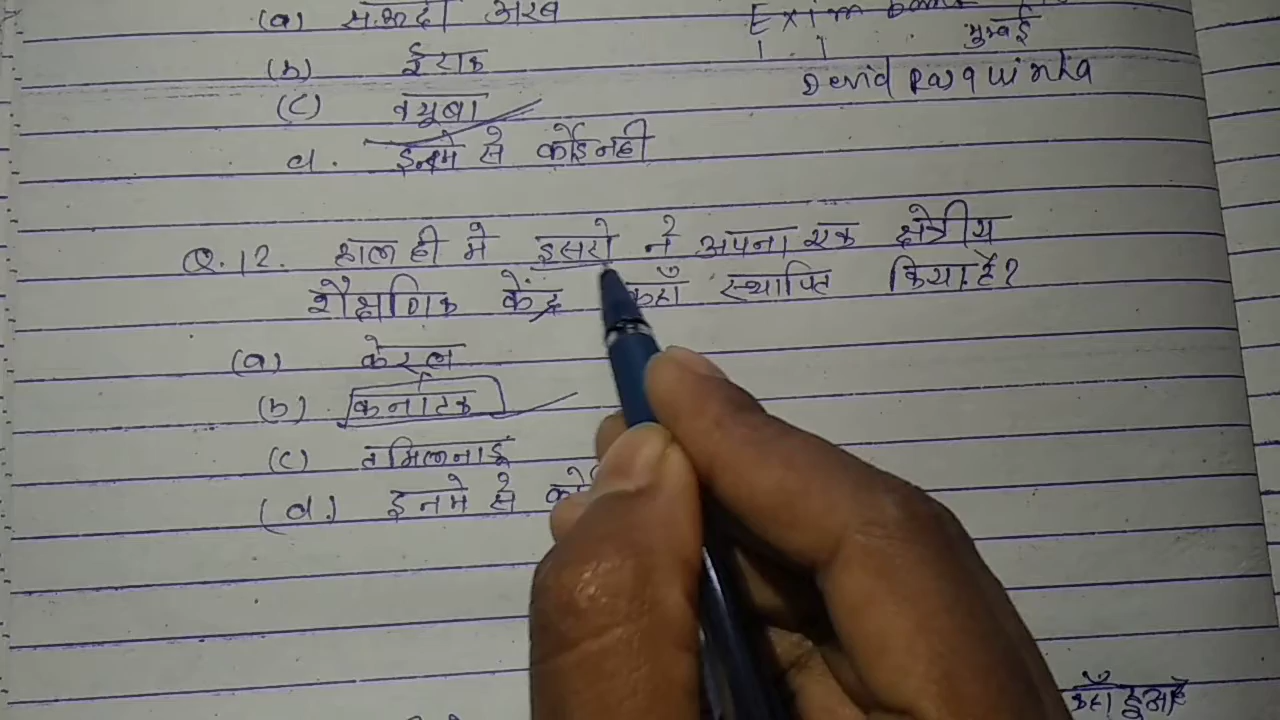 (a) सऊदी अरब
Exim bank
मुम्बई
(b) ईराक
David Rasquinha
(c) क्यूबा
d. इनमे से कोई नही
Q.12. हाल ही मे इसरो ने अपना एक क्षेत्रीय
शैक्षणिक केंद्र कहाँ स्थापित किया है?
(a) केरल
(b) कर्नाटक
(c) तमिलनाडू
(d.) इनमे से
कहाँ हुआ है